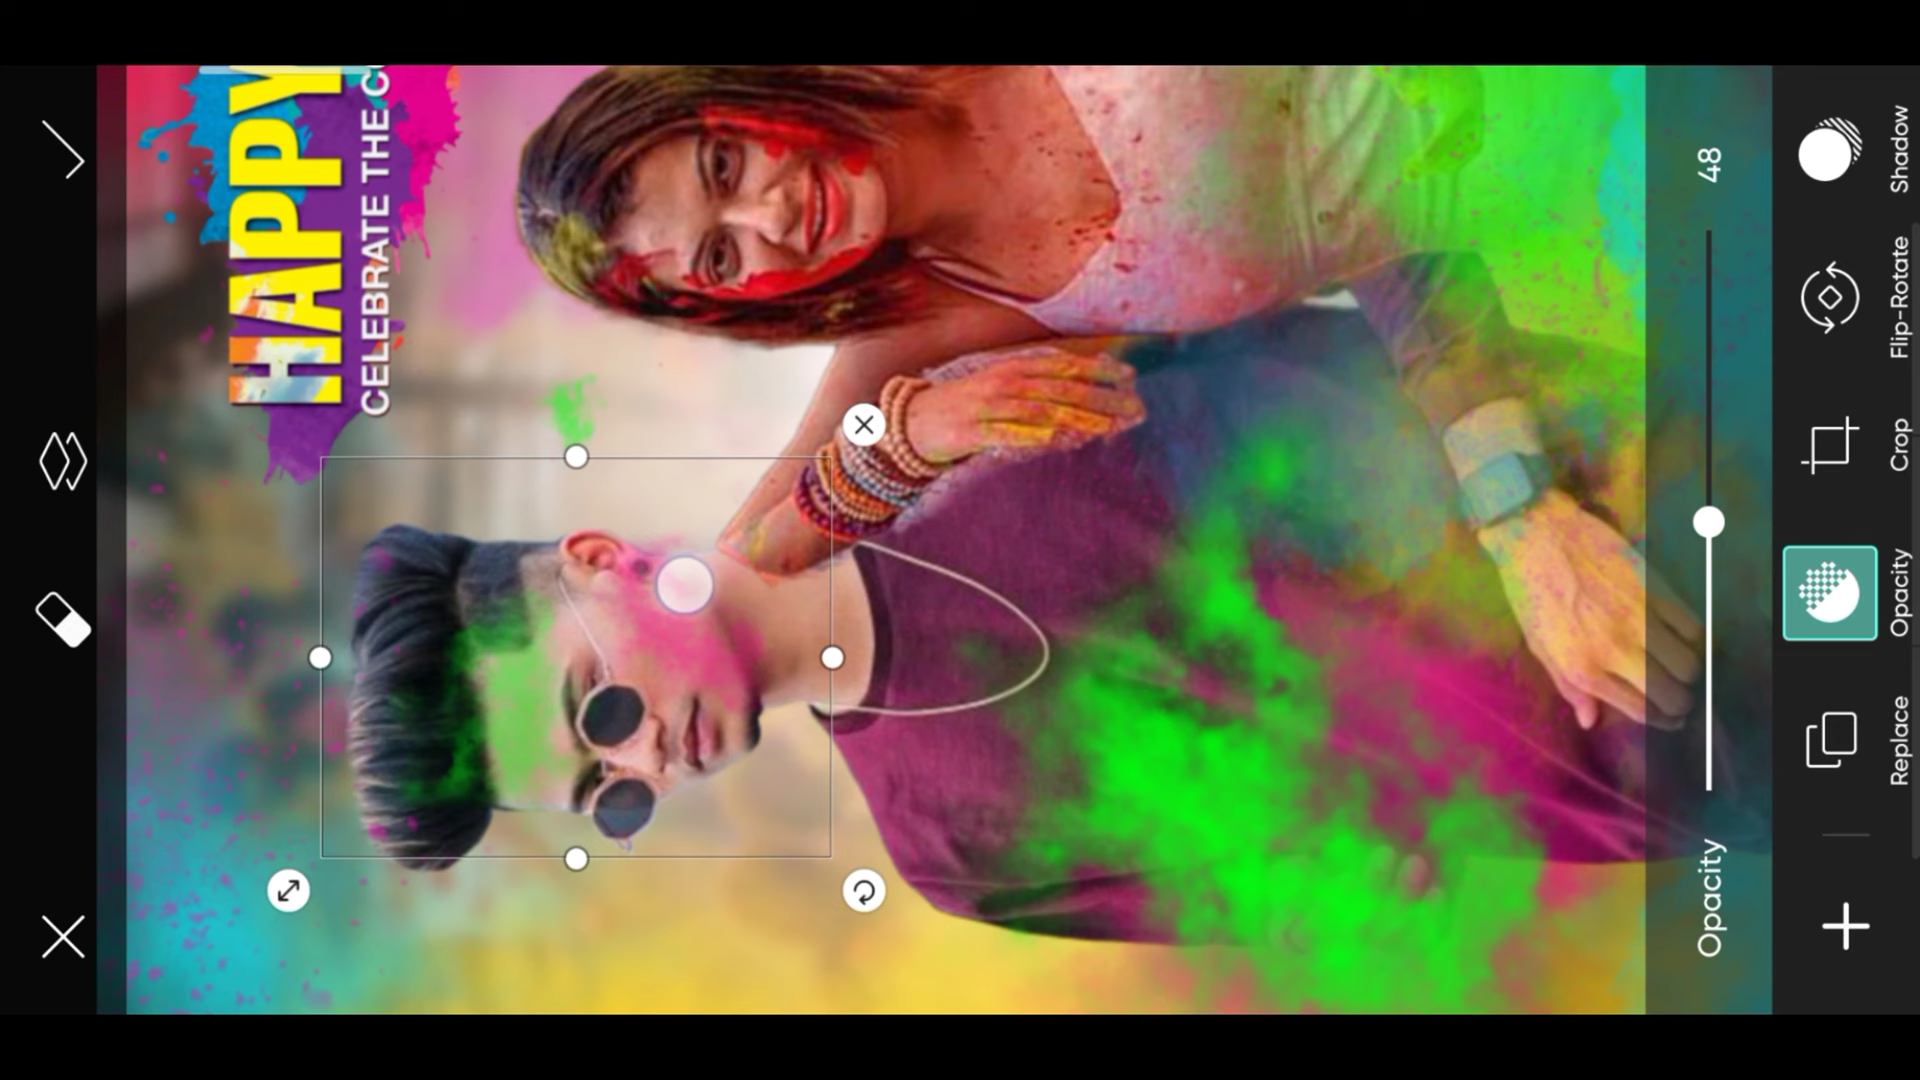 HAPPY
CELEBRATE THE C
Opacity
48
Replace
Opacity
Crop
Flip-Rotate
Shadow